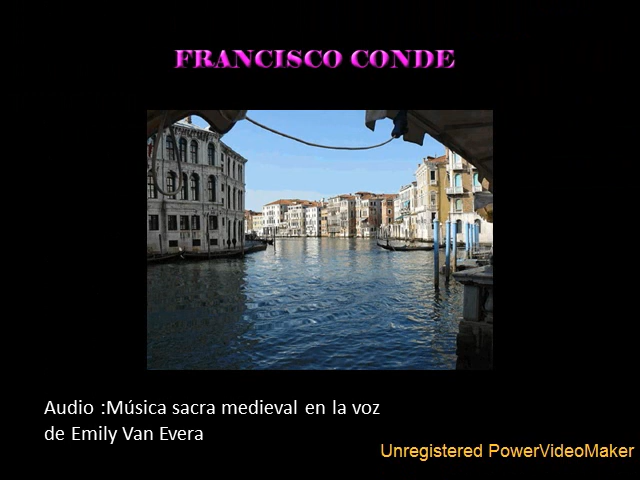 FRANCISCO CONDE
Audio :Música sacra medieval en la voz
de Emily Van Evera
Unregistered PowerVideoMaker